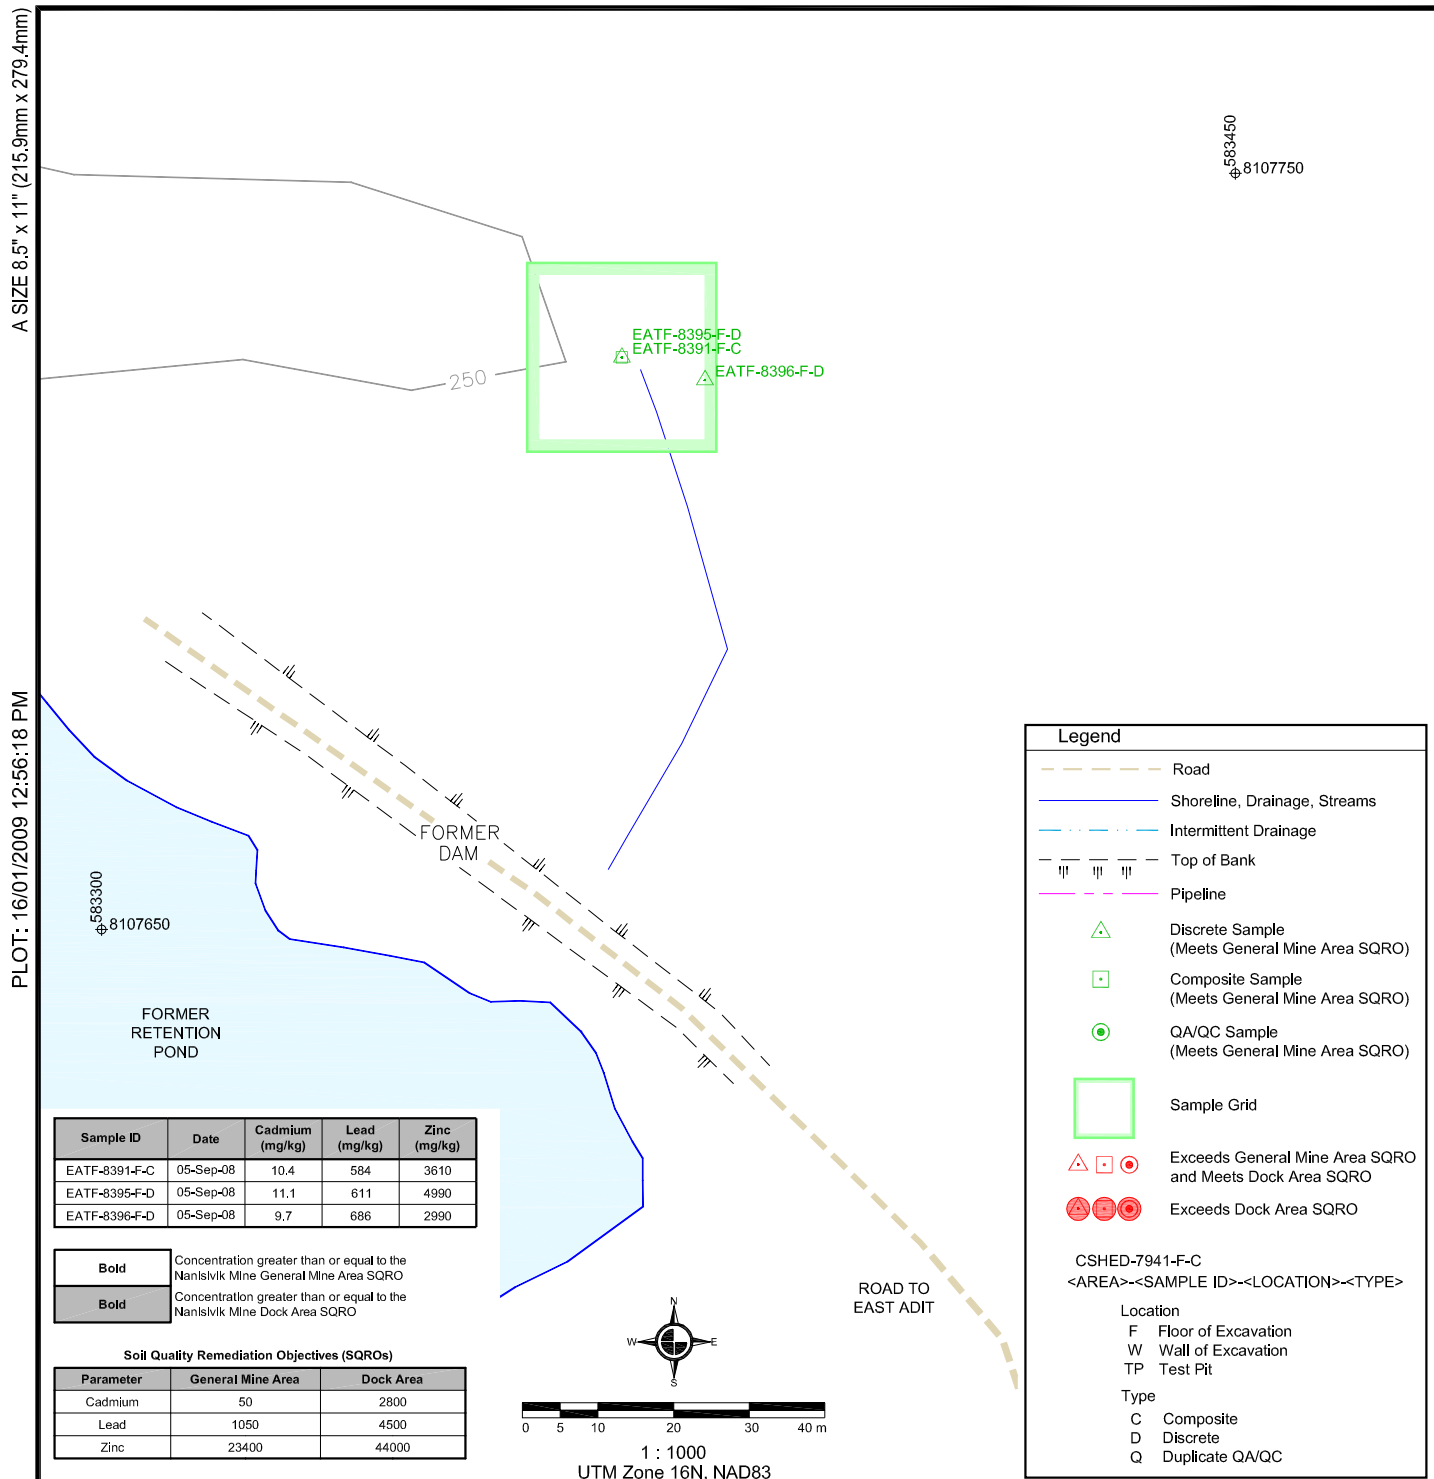 A SIZE 8.5" x 11" (215.9mm x 279.4mm)
PLOT: 16/01/2009 12:56:18 PM
583450
8107750
EATF-8395-F-D
EATF-8391-F-C
EATF-8396-F-D
250
FORMER
DAM
583300
8107650
FORMER
RETENTION
POND
ROAD TO
EAST ADIT
Sample ID Date Cadmium (mg/kg) Lead (mg/kg) Zinc (mg/kg)
EATF-8391-F-C 05-Sep-08 10.4 584 3610
EATF-8395-F-D 05-Sep-08 11.1 611 4990
EATF-8396-F-D 05-Sep-08 9.7 686 2990
Bold Concentration greater than or equal to the
Nanisivik Mine General Mine Area SQRO
Bold Concentration greater than or equal to the
Nanisivik Mine Dock Area SQRO
Soil Quality Remediation Objectives (SQROs)
Parameter General Mine Area Dock Area
Cadmium 50 2800
Lead 1050 4500
Zinc 23400 44000
N
W E
S
0 5 10 20 30 40 m
1 : 1000
UTM Zone 16N, NAD83
Legend
Road
Shoreline, Drainage, Streams
Intermittent Drainage
Top of Bank
Pipeline
Discrete Sample
(Meets General Mine Area SQRO)
Composite Sample
(Meets General Mine Area SQRO)
QA/QC Sample
(Meets General Mine Area SQRO)
Sample Grid
Exceeds General Mine Area SQRO
and Meets Dock Area SQRO
Exceeds Dock Area SQRO
CSHED-7941-F-C
<AREA>-<SAMPLE ID>-<LOCATION>-<TYPE>
Location
F Floor of Excavation
W Wall of Excavation
TP Test Pit
Type
C Composite
D Discrete
Q Duplicate QA/QC